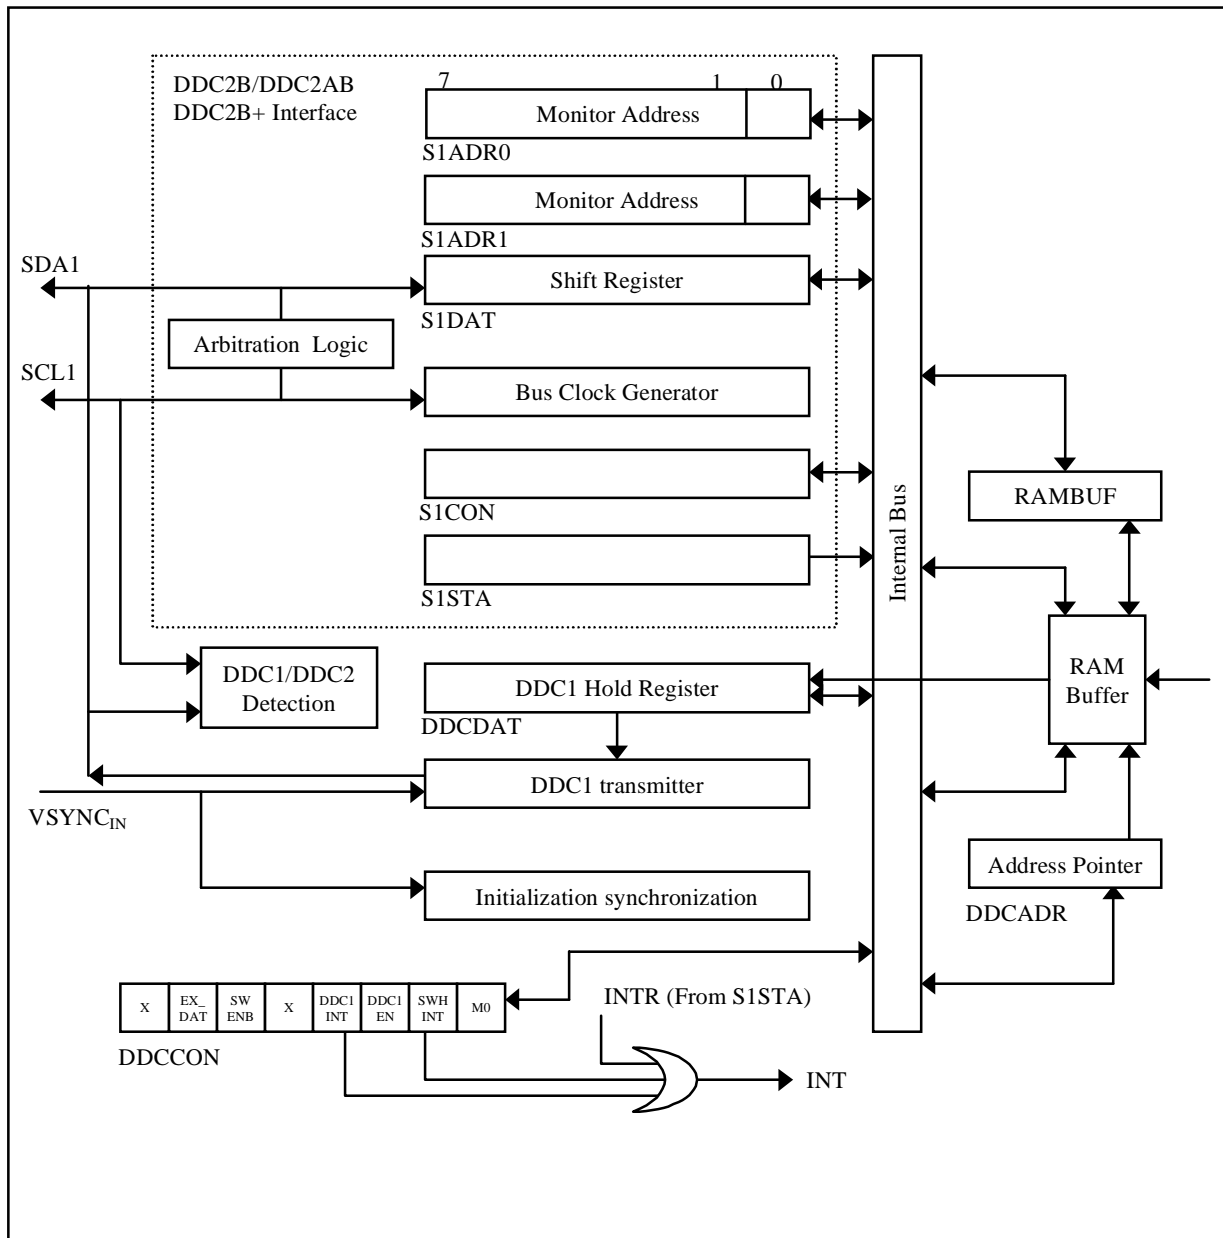 DDC2B/DDC2AB
DDC2B+ Interface
7 1 0
Monitor Address
S1ADR0
Monitor Address
S1ADR1
SDA1
Shift Register
S1DAT
Arbitration Logic
SCL1
Bus Clock Generator
S1CON
S1STA
Internal Bus
RAMBUF
RAM
Buffer
DDC1/DDC2
Detection
DDC1 Hold Register
DDCDAT
DDC1 transmitter
VSYNCIN
Address Pointer
DDCADR
Initialization synchronization
X
EX_
DAT
SW
ENB
X
DDC1
INT
DDC1
EN
SWH
INT
M0
DDCCON
INTR (From S1STA)
INT